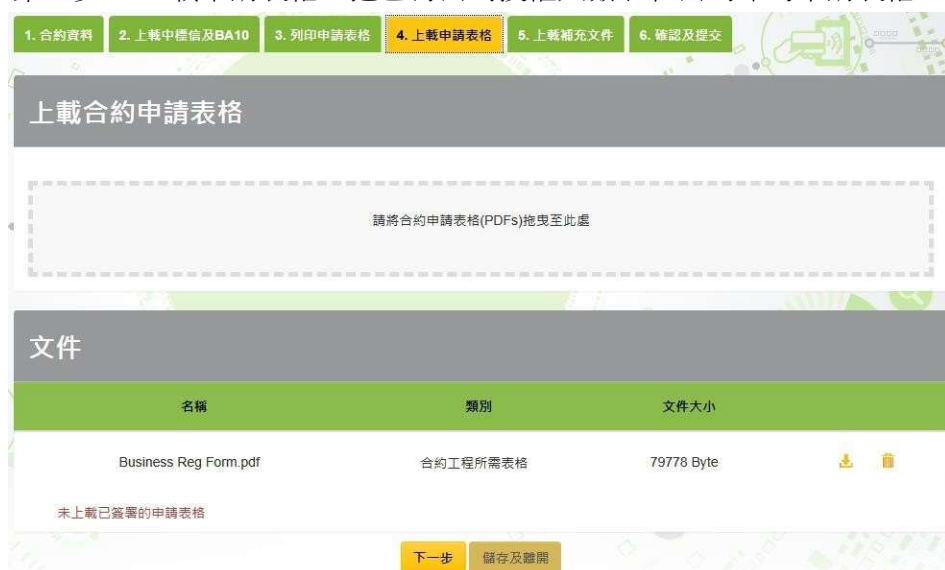 1. 合約資料 2. 上載中標信及BA10 3. 列印申請表格 4. 上載申請表格 5. 上載補充文件 6. 確認及提交
上載合約申請表格
請將合約申請表格(PDFs)拖曳至此處
文件
名稱 類別 文件大小
Business Reg Form.pdf 合約工程所需表格 79778 Byte
未上載已簽署的申請表格
下一步 儲存及離開